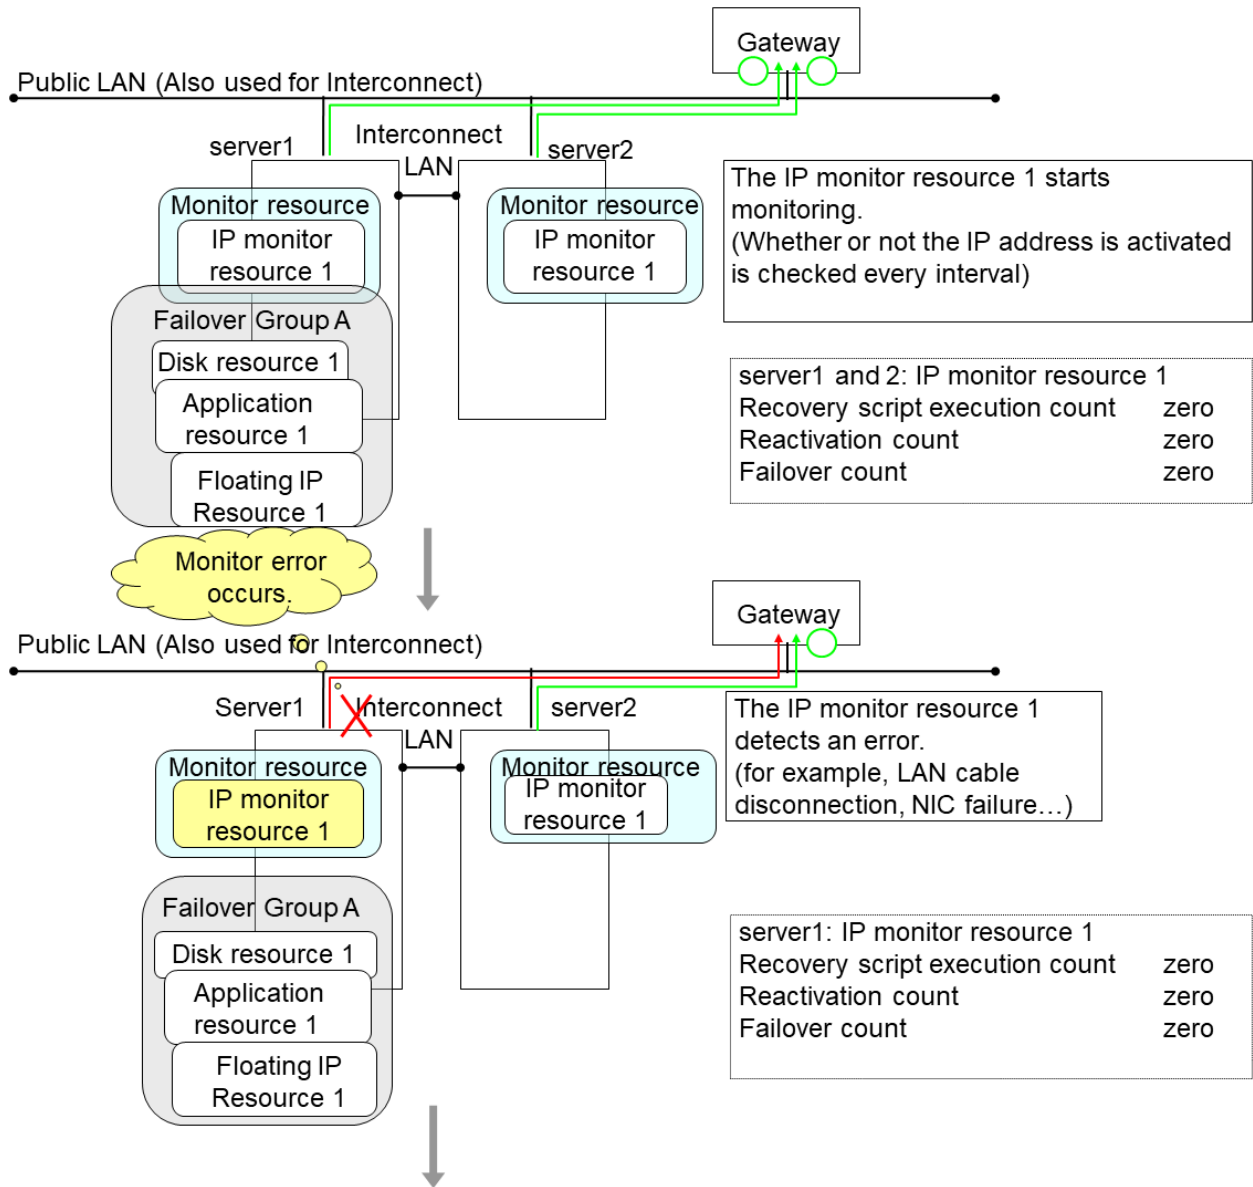 Gateway
Public LAN (Also used for Interconnect)
Interconnect
LAN
server1
server2
Monitor resource
IP monitor
resource 1
Monitor resource
IP monitor
resource 1
The IP monitor resource 1 starts
monitoring.
(Whether or not the IP address is activated
is checked every interval)
Failover Group A
Disk resource 1
Application
resource 1
Floating IP
Resource 1
server1 and 2: IP monitor resource 1
Recovery script execution count zero
Reactivation count zero
Failover count zero
Monitor error
occurs.
Gateway
Public LAN (Also used for Interconnect)
Server1
Interconnect
LAN
server2
Monitor resource
IP monitor
resource 1
Monitor resource
IP monitor
resource 1
The IP monitor resource 1
detects an error.
(for example, LAN cable
disconnection, NIC failure…)
Failover Group A
Disk resource 1
Application
resource 1
Floating IP
Resource 1
server1: IP monitor resource 1
Recovery script execution count zero
Reactivation count zero
Failover count zero